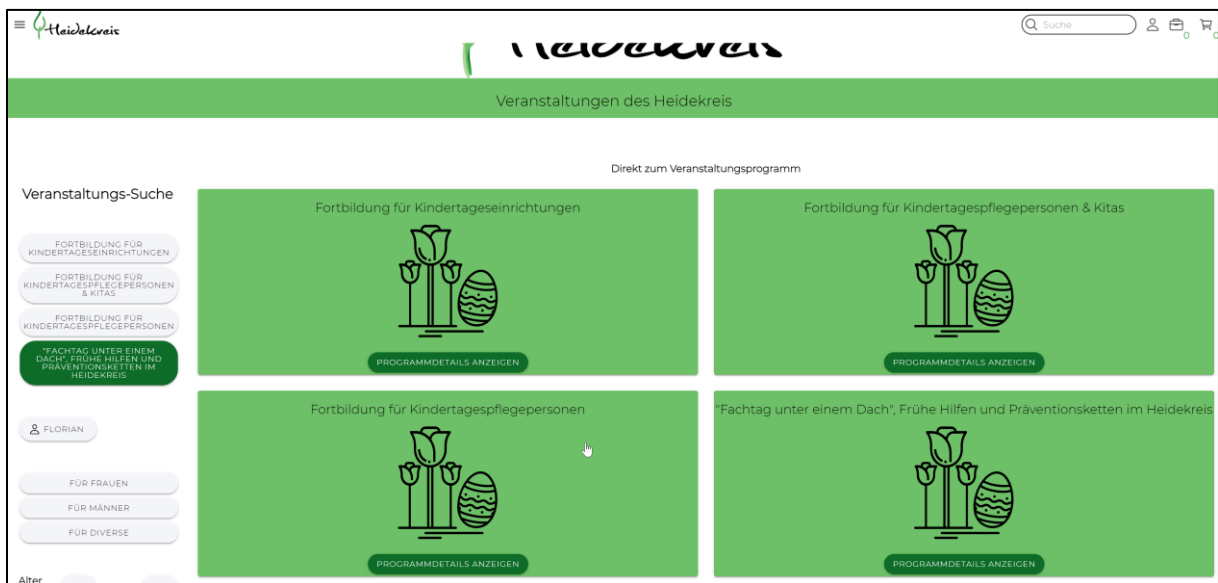 Heidekreis
Suche
0
0
Heidekreis
Veranstaltungen des Heidekreis
Direkt zum Veranstaltungsprogramm
Veranstaltungs-Suche
FORTBILDUNG FÜR
KINDERTAGESEINRICHTUNGEN
FORTBILDUNG FÜR
KINDERTAGESPFLEGEPERSONEN
& KITAS
FORTBILDUNG FÜR
KINDERTAGESPFLEGEPERSONEN
"FACHTAG UNTER EINEM
DACH", FRÜHE HILFEN UND
PRÄVENTIONSKETTEN IM
HEIDEKREIS
FLORIAN
FÜR FRAUEN
FÜR MÄNNER
FÜR DIVERSE
Alter
Fortbildung für Kindertageseinrichtungen
PROGRAMMDETAILS ANZEIGEN
Fortbildung für Kindertagespflegepersonen & Kitas
PROGRAMMDETAILS ANZEIGEN
Fortbildung für Kindertagespflegepersonen
PROGRAMMDETAILS ANZEIGEN
"Fachtag unter einem Dach", Frühe Hilfen und Präventionsketten im Heidekreis
PROGRAMMDETAILS ANZEIGEN